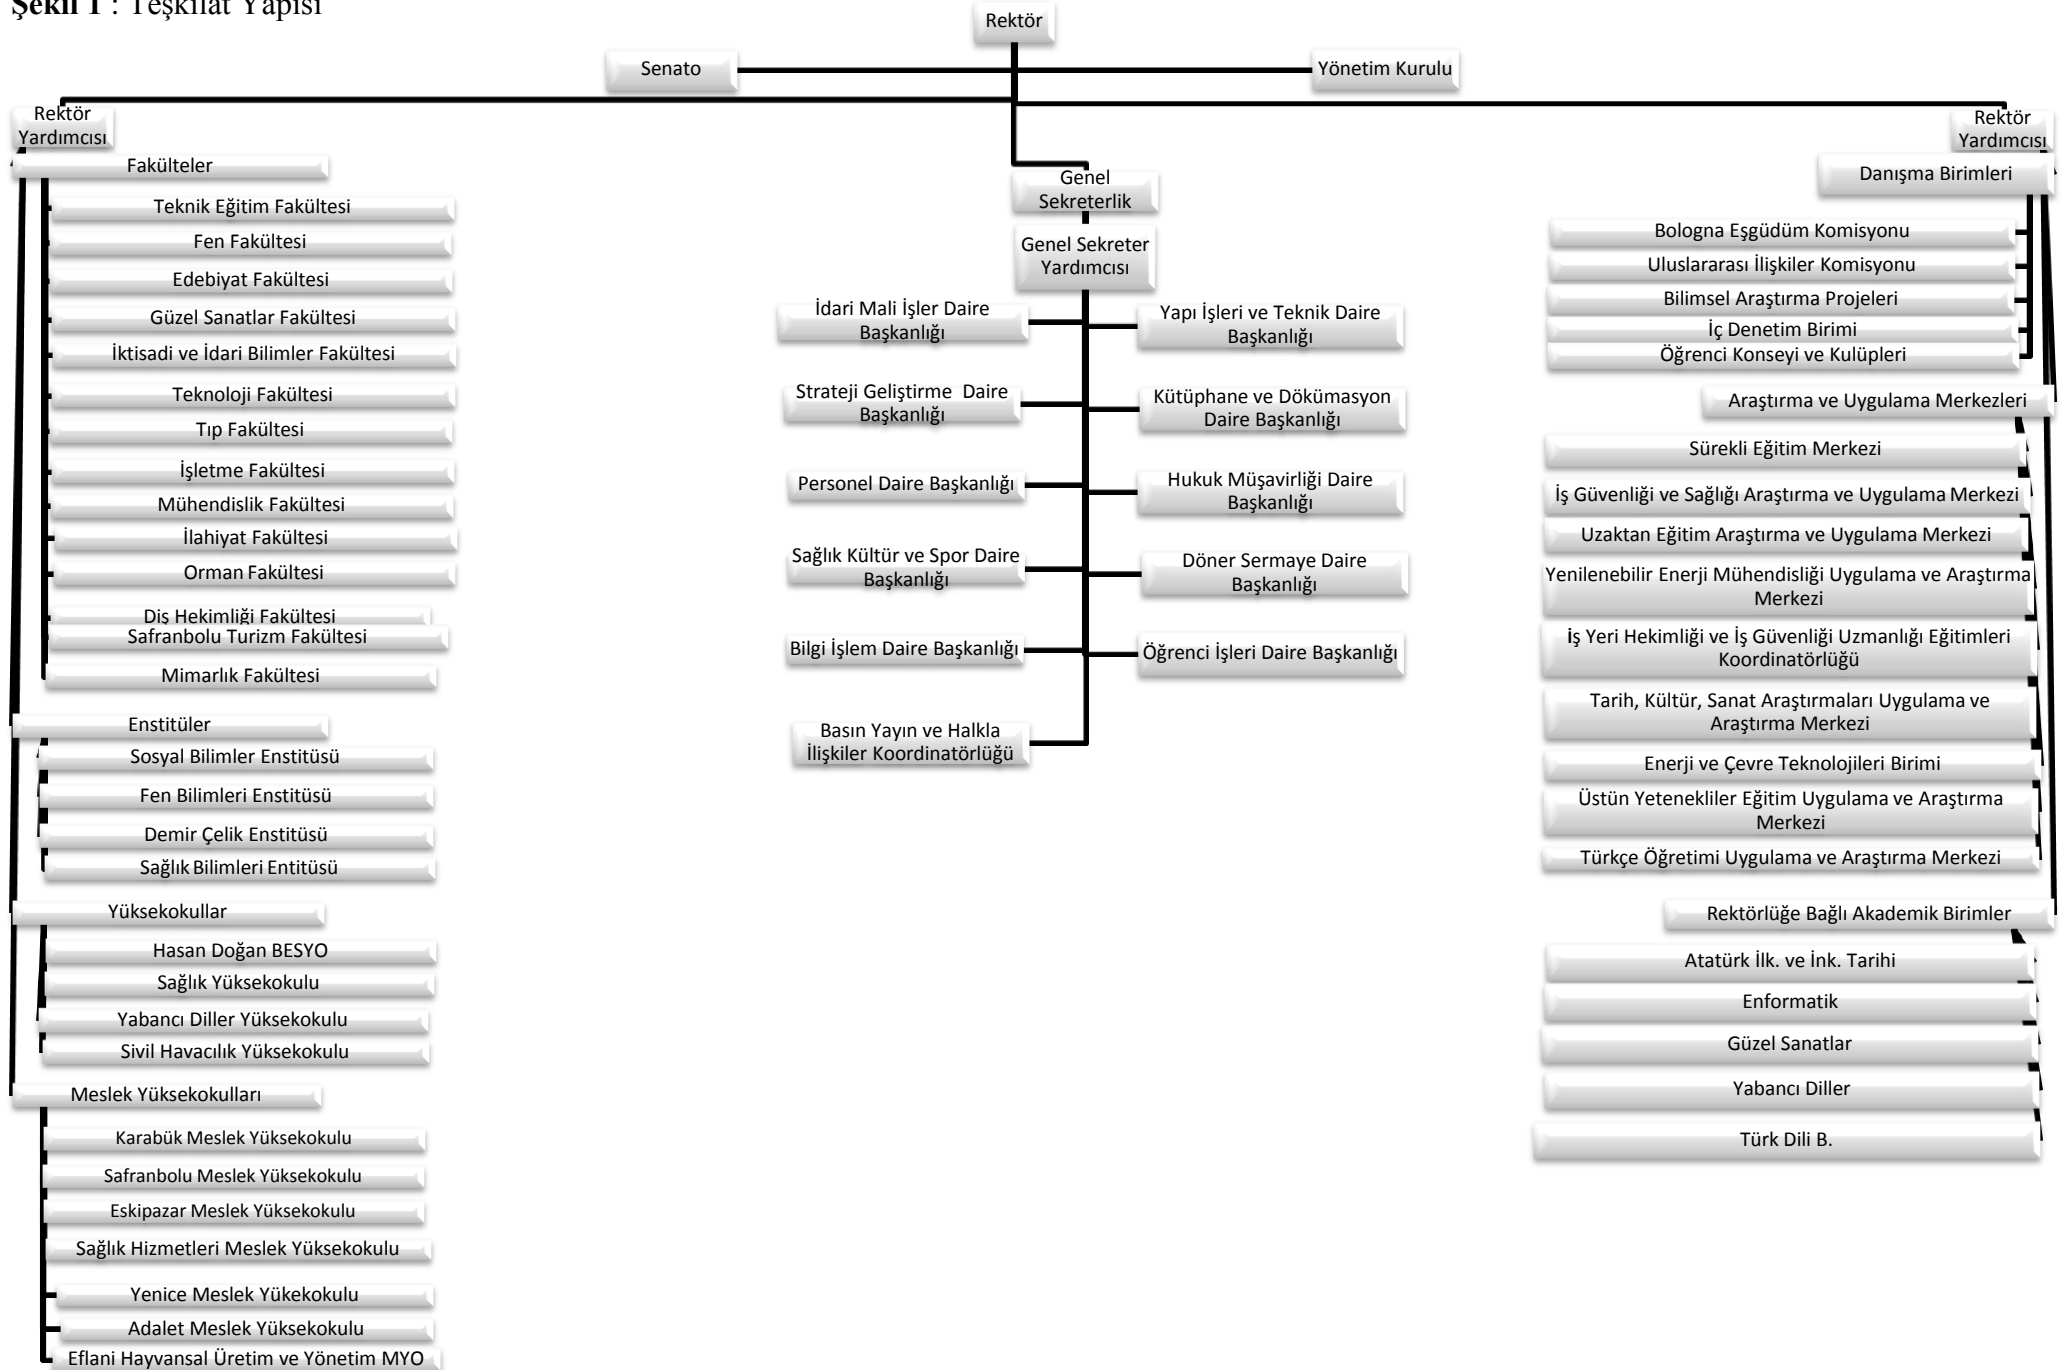 Şekil 1 : Teşkilat Yapısı
Rektör
Senato
Yönetim Kurulu
Rektör
Yardımcısı
Fakülteler
Teknik Eğitim Fakültesi
Fen Fakültesi
Edebiyat Fakültesi
Güzel Sanatlar Fakültesi
İktisadi ve İdari Bilimler Fakültesi
Teknoloji Fakültesi
Tıp Fakültesi
İşletme Fakültesi
Mühendislik Fakültesi
İlahiyat Fakültesi
Orman Fakültesi
Diş Hekimliği Fakültesi
Safranbolu Turizm Fakültesi
Mimarlık Fakültesi
Enstitüler
Sosyal Bilimler Enstitüsü
Fen Bilimleri Enstitüsü
Demir Çelik Enstitüsü
Sağlık Bilimleri Entitüsü
Yüksekokullar
Hasan Doğan BESYO
Sağlık Yüksekokulu
Yabancı Diller Yüksekokulu
Sivil Havacılık Yüksekokulu
Meslek Yüksekokulları
Karabük Meslek Yüksekokulu
Safranbolu Meslek Yüksekokulu
Eskipazar Meslek Yüksekokulu
Sağlık Hizmetleri Meslek Yüksekokulu
Yenice Meslek Yükekokulu
Adalet Meslek Yüksekokulu
Eflani Hayvansal Üretim ve Yönetim MYO
Genel
Sekreterlik
Genel Sekreter
Yardımcısı
İdari Mali İşler Daire
Başkanlığı
Yapı İşleri ve Teknik Daire
Başkanlığı
Strateji Geliştirme  Daire
Başkanlığı
Kütüphane ve Dökümasyon
Daire Başkanlığı
Personel Daire Başkanlığı
Hukuk Müşavirliği Daire
Başkanlığı
Sağlık Kültür ve Spor Daire
Başkanlığı
Döner Sermaye Daire
Başkanlığı
Bilgi İşlem Daire Başkanlığı
Öğrenci İşleri Daire Başkanlığı
Basın Yayın ve Halkla
İlişkiler Koordinatörlüğü
Rektör
Yardımcısı
Danışma Birimleri
Bologna Eşgüdüm Komisyonu
Uluslararası İlişkiler Komisyonu
Bilimsel Araştırma Projeleri
İç Denetim Birimi
Öğrenci Konseyi ve Kulüpleri
Araştırma ve Uygulama Merkezleri
Sürekli Eğitim Merkezi
İş Güvenliği ve Sağlığı Araştırma ve Uygulama Merkezi
Uzaktan Eğitim Araştırma ve Uygulama Merkezi
Yenilenebilir Enerji Mühendisliği Uygulama ve Araştırma
Merkezi
İş Yeri Hekimliği ve İş Güvenliği Uzmanlığı Eğitimleri
Koordinatörlüğü
Tarih, Kültür, Sanat Araştırmaları Uygulama ve
Araştırma Merkezi
Enerji ve Çevre Teknolojileri Birimi
Üstün Yetenekliler Eğitim Uygulama ve Araştırma
Merkezi
Türkçe Öğretimi Uygulama ve Araştırma Merkezi
Rektörlüğe Bağlı Akademik Birimler
Atatürk İlk. ve İnk. Tarihi
Enformatik
Güzel Sanatlar
Yabancı Diller
Türk Dili B.